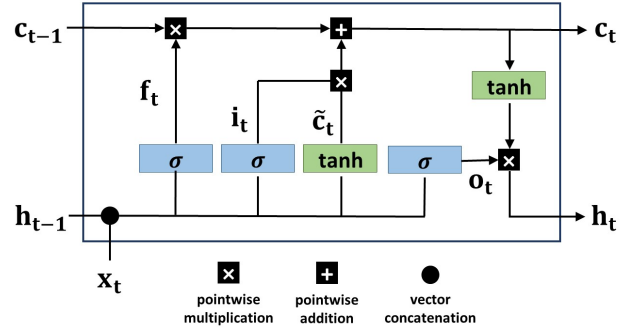 c_{t-1} × + c_t
tanh
f_t
×
i_t c̃_t
σ σ tanh σ ×
o_t
h_{t-1} h_t
x_t
× + 
pointwise pointwise vector
multiplication addition concatenation